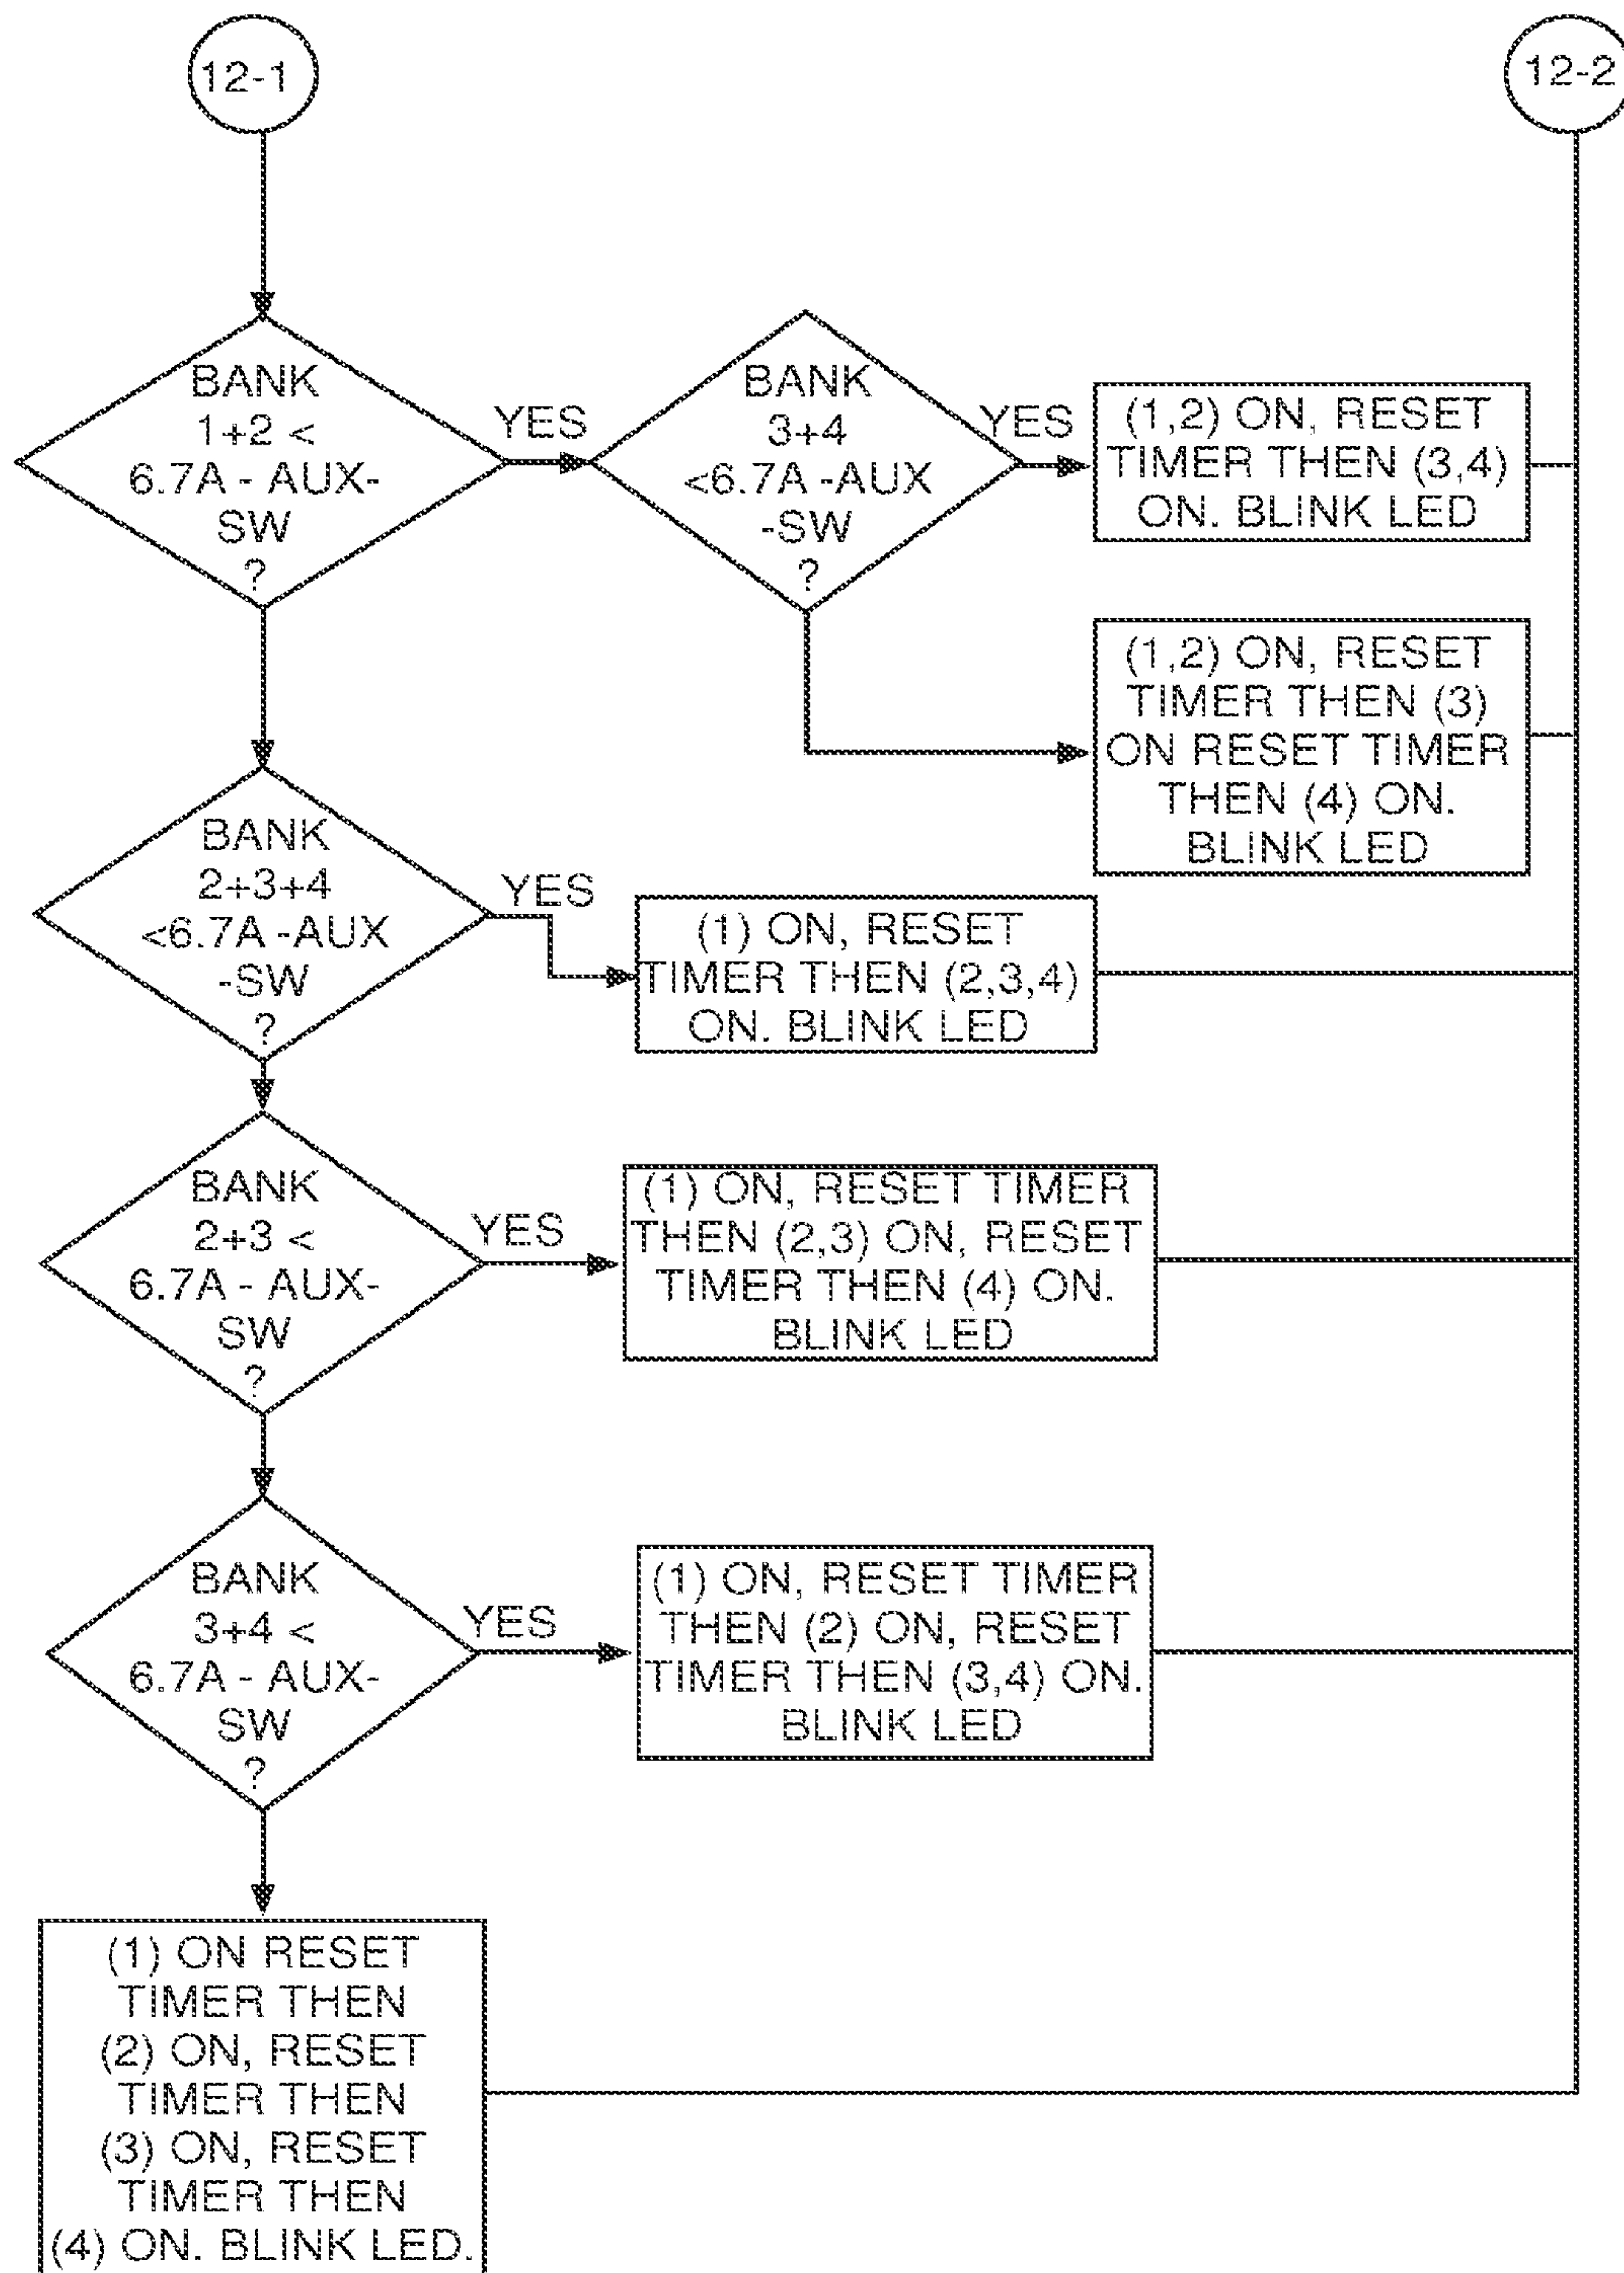 12-1
12-2
BANK
1+2 <
6.7A - AUX-
SW
?
YES
BANK
3+4
<6.7A -AUX
-SW
?
YES
(1,2) ON, RESET
TIMER THEN (3,4)
ON. BLINK LED
(1,2) ON, RESET
TIMER THEN (3)
ON RESET TIMER
THEN (4) ON.
BLINK LED
BANK
2+3+4
<6.7A -AUX
-SW
?
YES
(1) ON, RESET
TIMER THEN (2,3,4)
ON. BLINK LED
BANK
2+3 <
6.7A - AUX-
SW
?
YES
(1) ON, RESET TIMER
THEN (2,3) ON, RESET
TIMER THEN (4) ON.
BLINK LED
BANK
3+4 <
6.7A - AUX-
SW
?
YES
(1) ON, RESET TIMER
THEN (2) ON, RESET
TIMER THEN (3,4) ON.
BLINK LED
(1) ON RESET
TIMER THEN
(2) ON, RESET
TIMER THEN
(3) ON, RESET
TIMER THEN
(4) ON. BLINK LED.